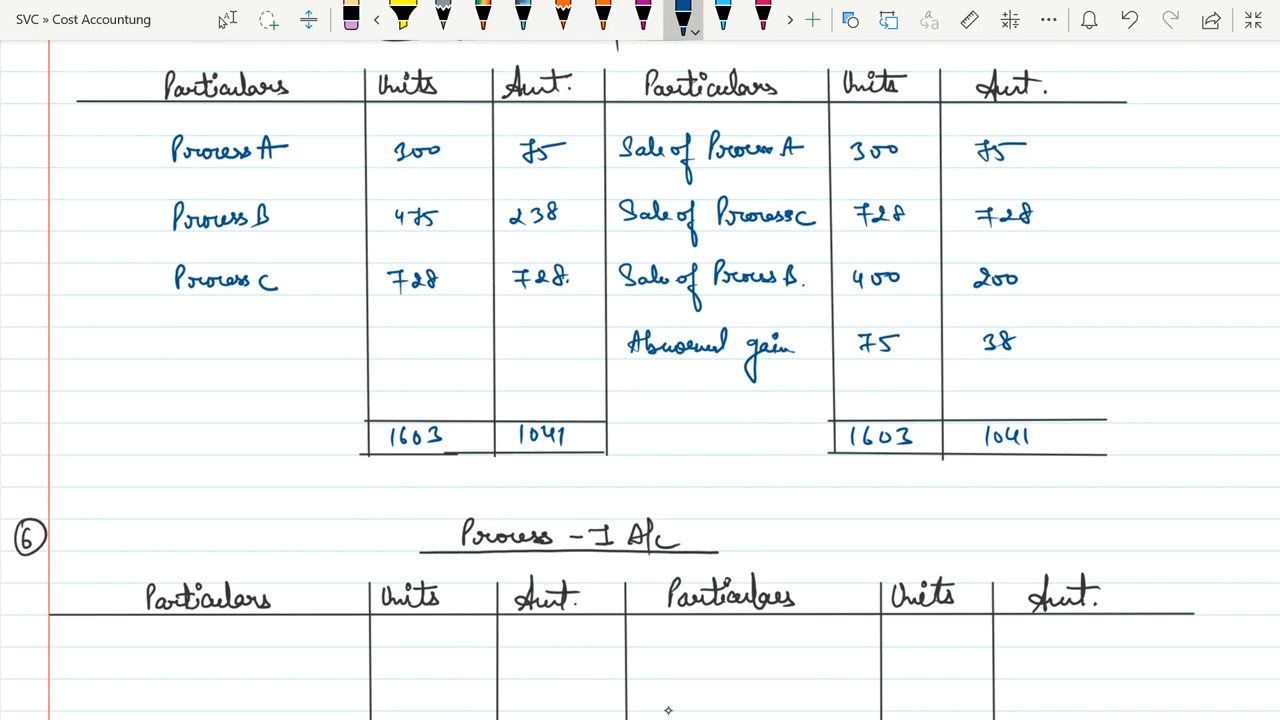 SVC » Cost Accountung
Particulars Units Amt. Particulars Units Amt.
Process A 300 75 Sale of Process A 300 75
Process B 475 238 Sale of Process C 728 728
Process C 728 728. Sale of Process B. 400 200
Abnormal gain 75 38
1603 1041 1603 1041
6 Process - I A/c
Particulars Units Amt. Particulars Units Amt.